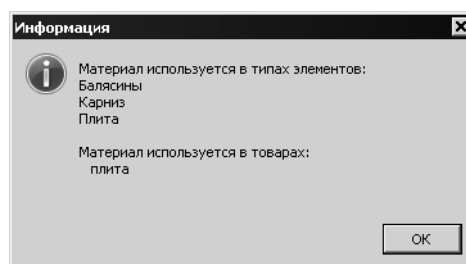 Информация
Материал используется в типах элементов:
Балясины
Карниз
Плита
Материал используется в товарах:
плита
OK